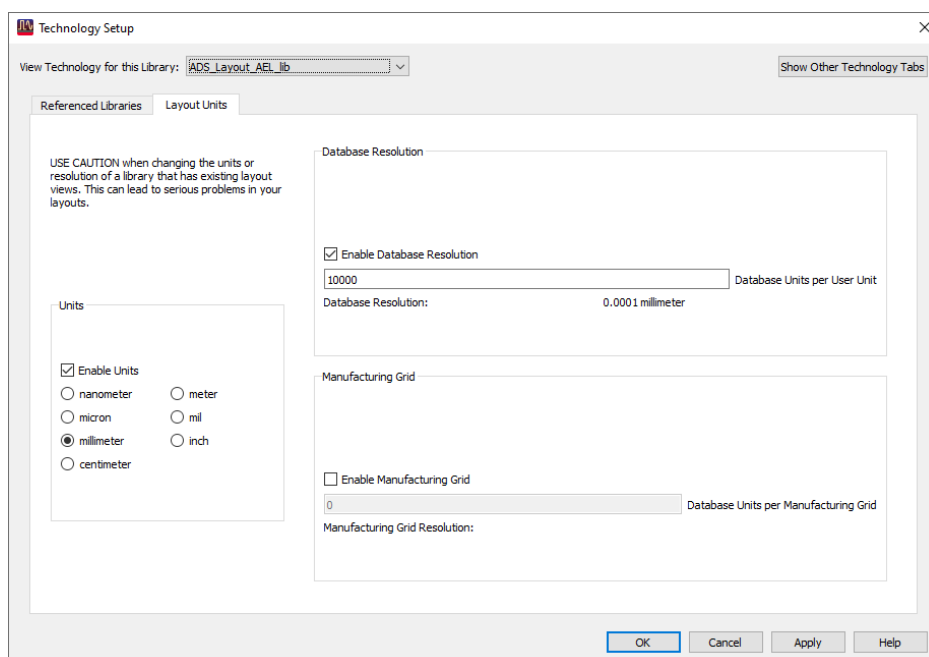 Technology Setup
View Technology for this Library: ADS_Layout_AEL_lib
Show Other Technology Tabs
Referenced Libraries
Layout Units
USE CAUTION when changing the units or
resolution of a library that has existing layout
views. This can lead to serious problems in your
layouts.
Units
Enable Units
nanometer
meter
micron
mil
millimeter
inch
centimeter
Database Resolution
Enable Database Resolution
10000 Database Units per User Unit
Database Resolution: 0.0001 millimeter
Manufacturing Grid
Enable Manufacturing Grid
0 Database Units per Manufacturing Grid
Manufacturing Grid Resolution:
OK
Cancel
Apply
Help